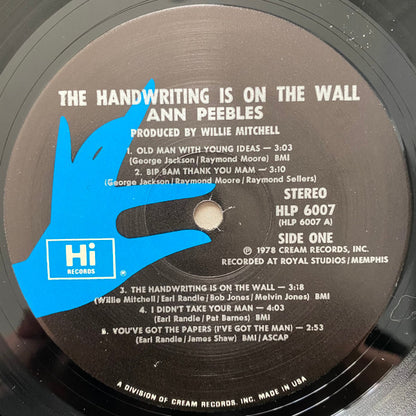 THE HANDWRITING IS ON THE WALL
ANN PEEBLES
PRODUCED BY WILLIE MITCHELL
1. OLD MAN WITH YOUNG IDEAS – 3:03
(George Jackson/Raymond Moore) BMI
2. BIP BAM THANK YOU MAM – 3:10
(George Jackson/Raymond Moore/Raymond Sellers)
STEREO
HLP 6007
(HLP 6007 A)
SIDE ONE
Hi
RECORDS
®
℗ 1978 CREAM RECORDS, INC.
RECORDED AT ROYAL STUDIOS/MEMPHIS
3. THE HANDWRITING IS ON THE WALL – 3:18
(Willie Mitchell/Earl Randle/Bob Jones/Melvin Jones) BMI
4. I DIDN'T TAKE YOUR MAN – 4:03
(Earl Randle/Pat Barnes) BMI
5. YOU'VE GOT THE PAPERS (I'VE GOT THE MAN) – 2:53
(Earl Randle/James Shaw) BMI/ASCAP
A DIVISION OF CREAM RECORDS, INC. MADE IN USA